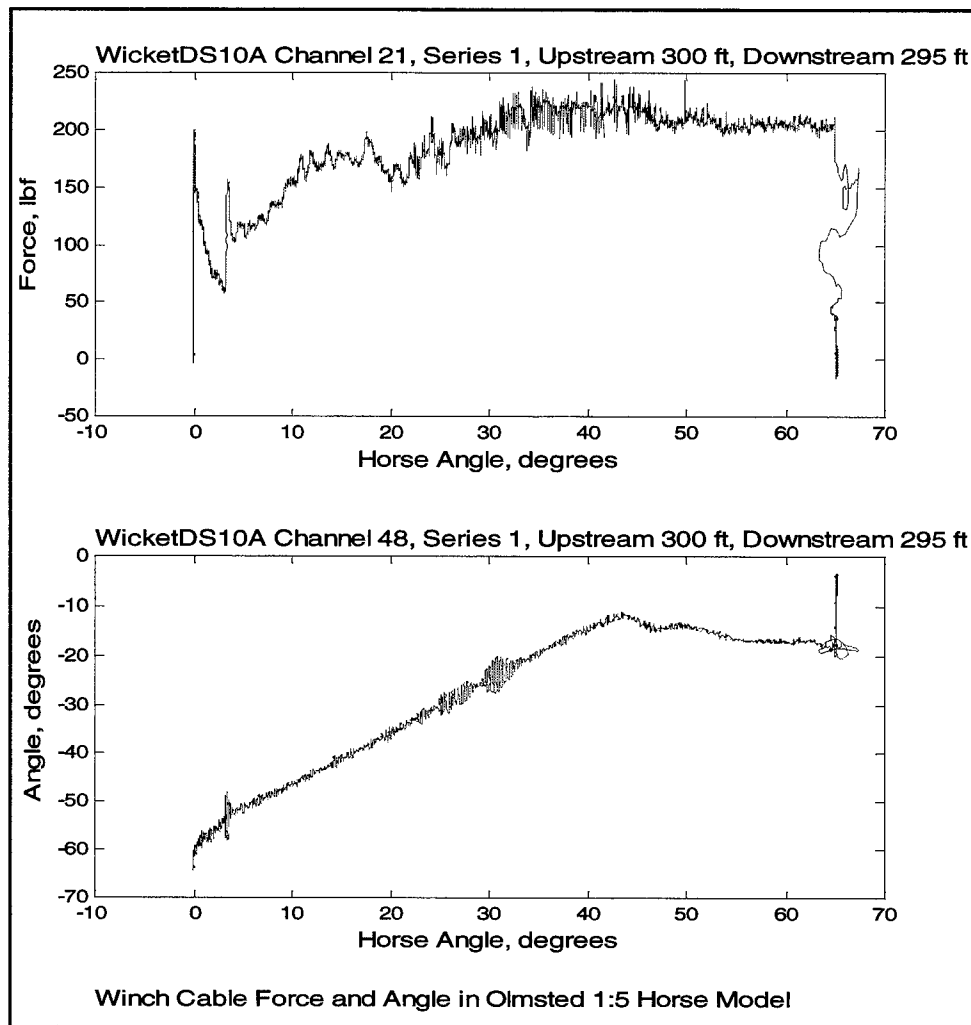 WicketDS10A Channel 21, Series 1, Upstream 300 ft, Downstream 295 ft
250
200
150
100
50
0
-50
Force, lbf
-10 0 10 20 30 40 50 60 70
Horse Angle, degrees
WicketDS10A Channel 48, Series 1, Upstream 300 ft, Downstream 295 ft
0
-10
-20
-30
-40
-50
-60
-70
Angle, degrees
-10 0 10 20 30 40 50 60 70
Horse Angle, degrees
Winch Cable Force and Angle in Olmsted 1:5 Horse Model